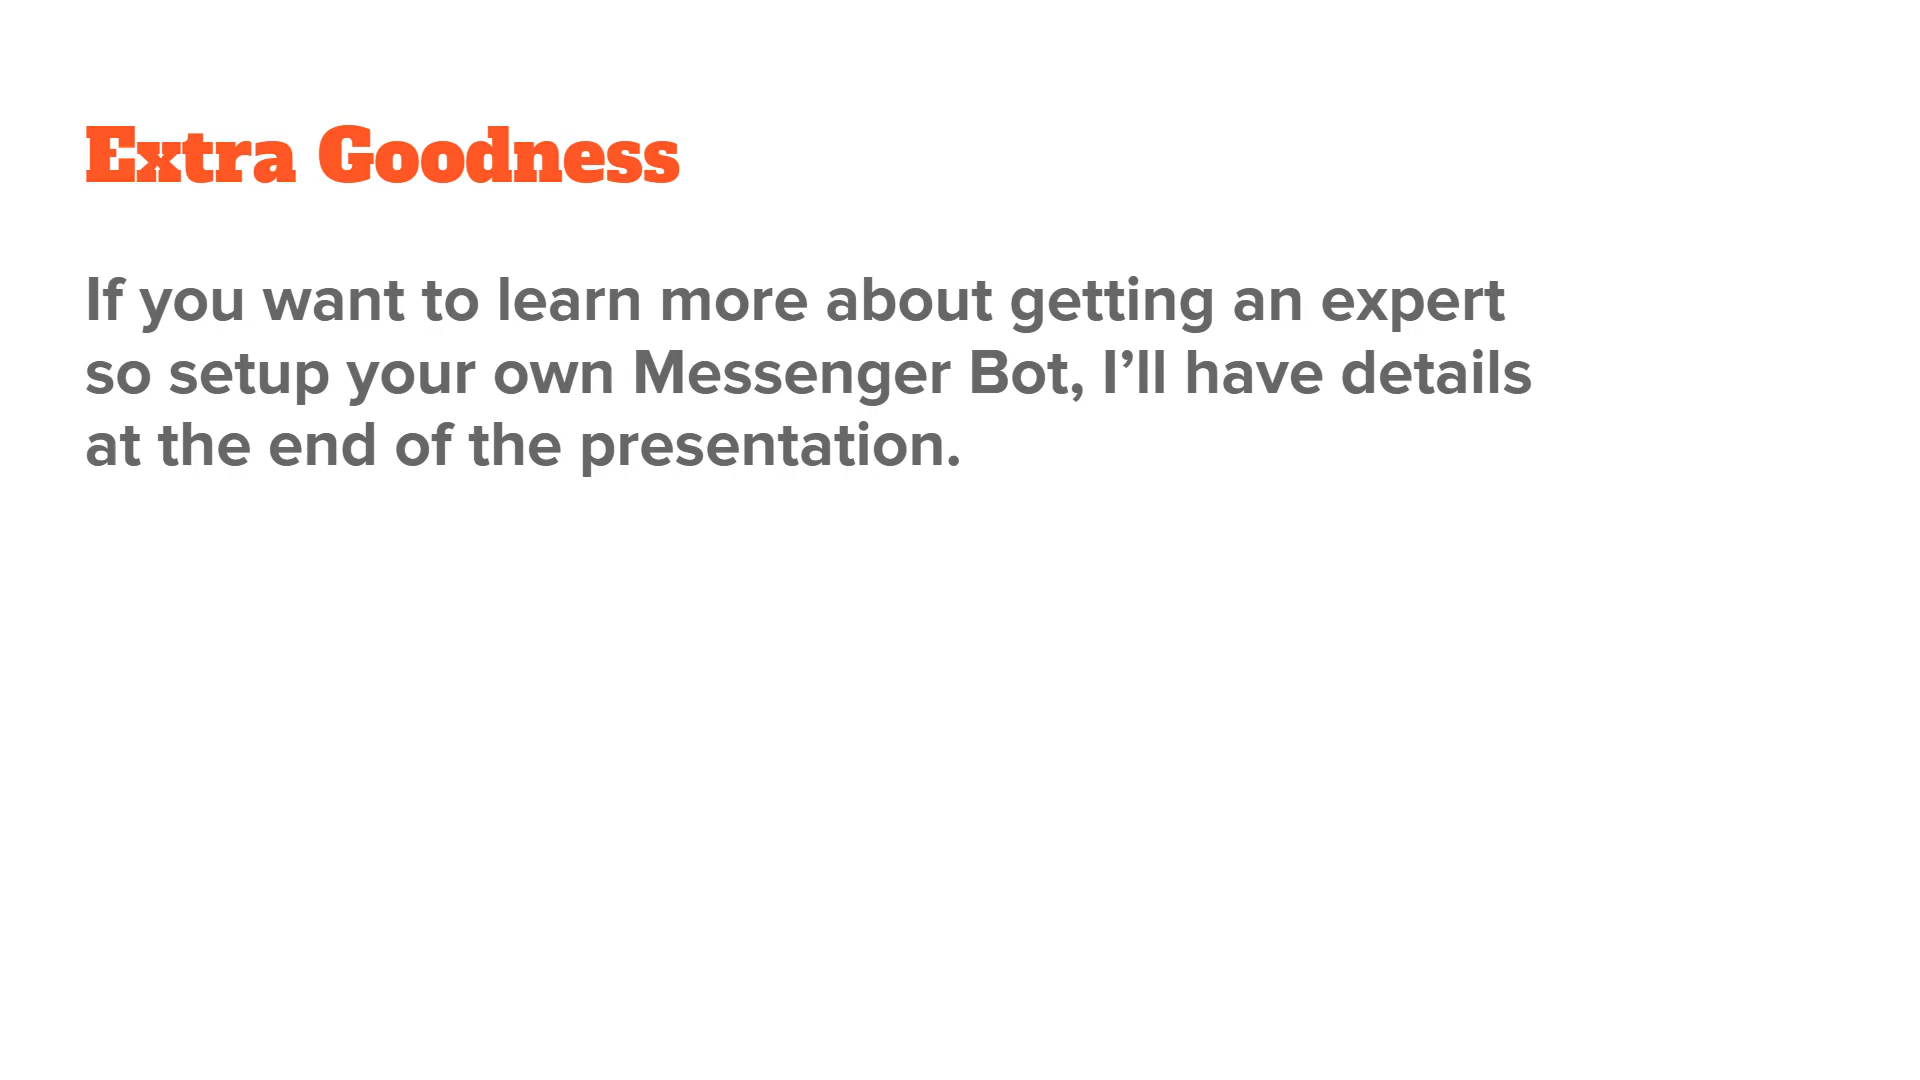 Extra Goodness
If you want to learn more about getting an expert
so setup your own Messenger Bot, I’ll have details
at the end of the presentation.